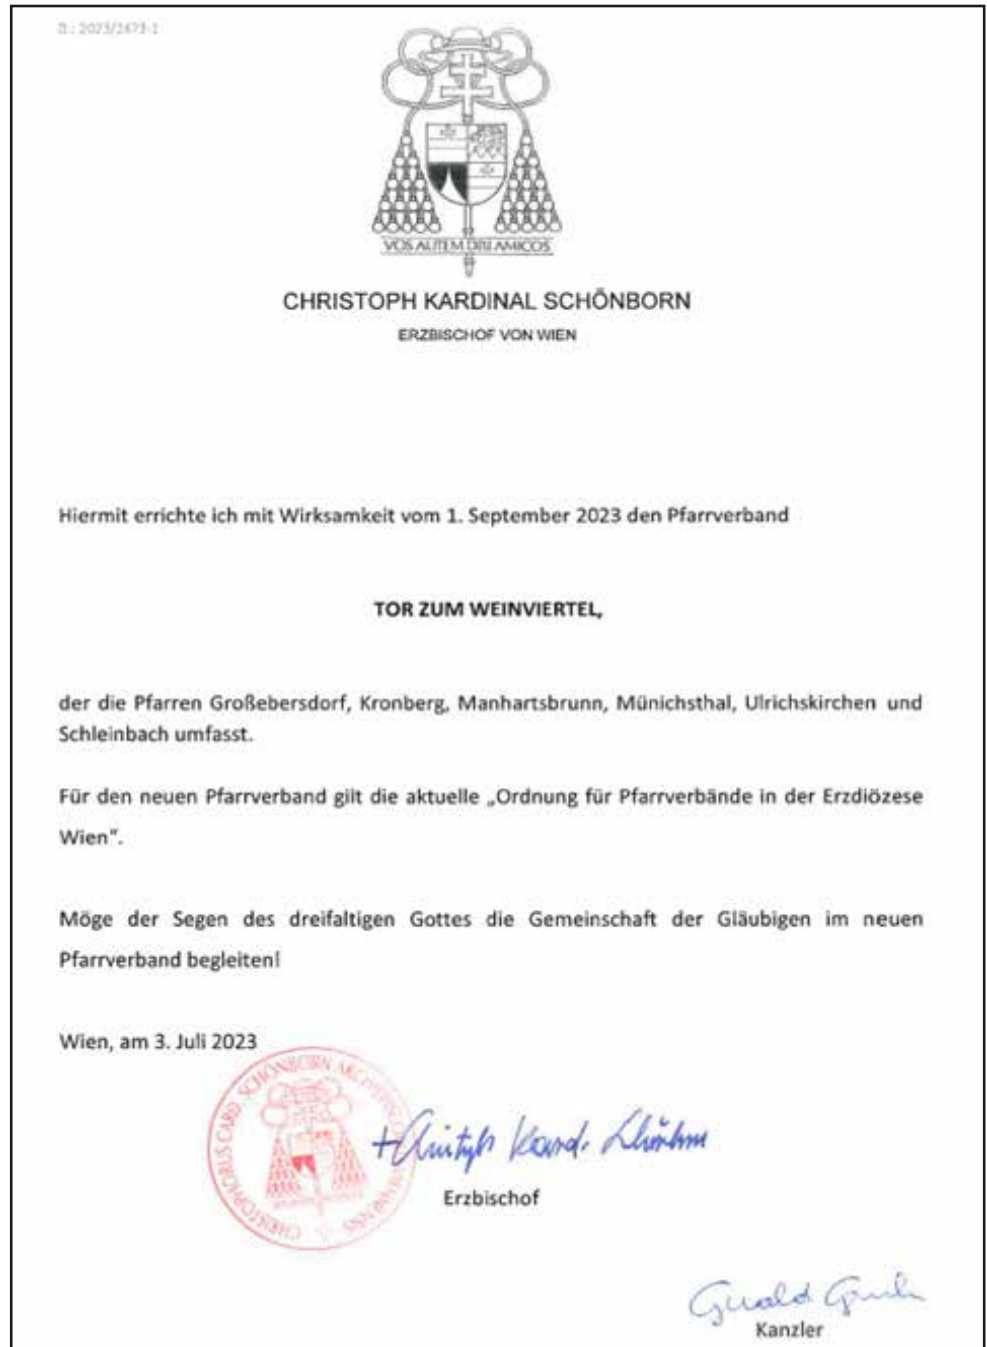 VOS AUTEM DIXI AMICOS
CHRISTOPH KARDINAL SCHÖNBORN
ERZBISCHOF VON WIEN
Hiermit errichte ich mit Wirksamkeit vom 1. September 2023 den Pfarrverband
TOR ZUM WEINVIERTEL,
der die Pfarren Großebersdorf, Kronberg, Manhartsbrunn, Münichsthal, Ulrichskirchen und
Schleinbach umfasst.
Für den neuen Pfarrverband gilt die aktuelle „Ordnung für Pfarrverbände in der Erzdiözese
Wien“.
Möge der Segen des dreifaltigen Gottes die Gemeinschaft der Gläubigen im neuen
Pfarrverband begleiten!
Wien, am 3. Juli 2023
CHRISTOPHORUS CARD. SCHÖNBORN
+ Christoph Kard. Schönborn
Erzbischof
Gerald
Kanzler